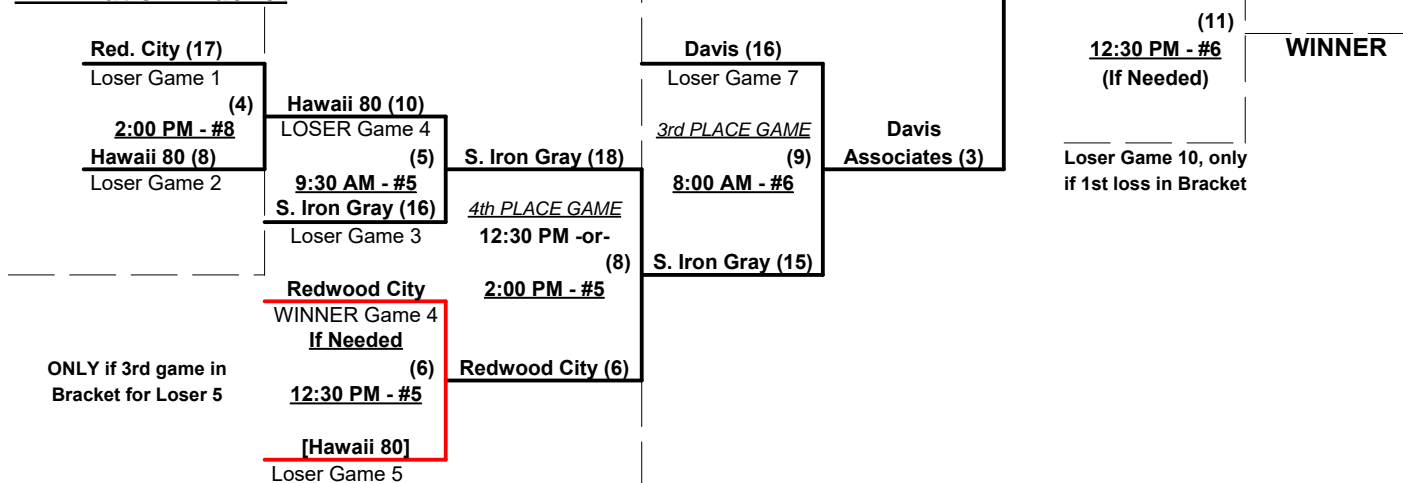 Red. City (17)
Loser Game 1
(4)
2:00 PM - #8
Hawaii 80 (8)
Loser Game 2
Hawaii 80 (10)
LOSER Game 4
(5)
9:30 AM - #5
S. Iron Gray (16)
Loser Game 3
Redwood City
WINNER Game 4
If Needed
(6)
12:30 PM - #5
[Hawaii 80]
Loser Game 5
ONLY if 3rd game in
Bracket for Loser 5
S. Iron Gray (18)
4th PLACE GAME
12:30 PM -or-
(8)
2:00 PM - #5
Redwood City (6)
Davis (16)
Loser Game 7
3rd PLACE GAME
(9)
8:00 AM - #6
S. Iron Gray (15)
Davis
Associates (3)
(11)
12:30 PM - #6
(If Needed)
Loser Game 10, only
if 1st loss in Bracket
WINNER